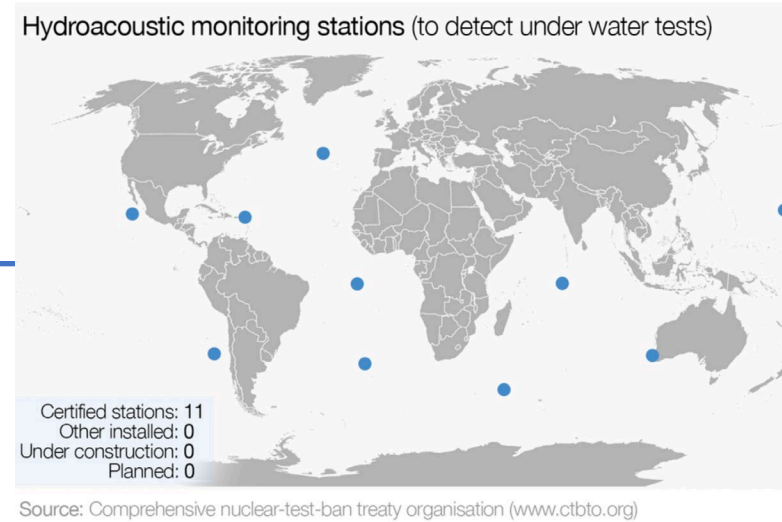 Hydroacoustic monitoring stations (to detect under water tests)
Certified stations: 11
Other installed: 0
Under construction: 0
Planned: 0
Source: Comprehensive nuclear-test-ban treaty organisation (www.ctbto.org)